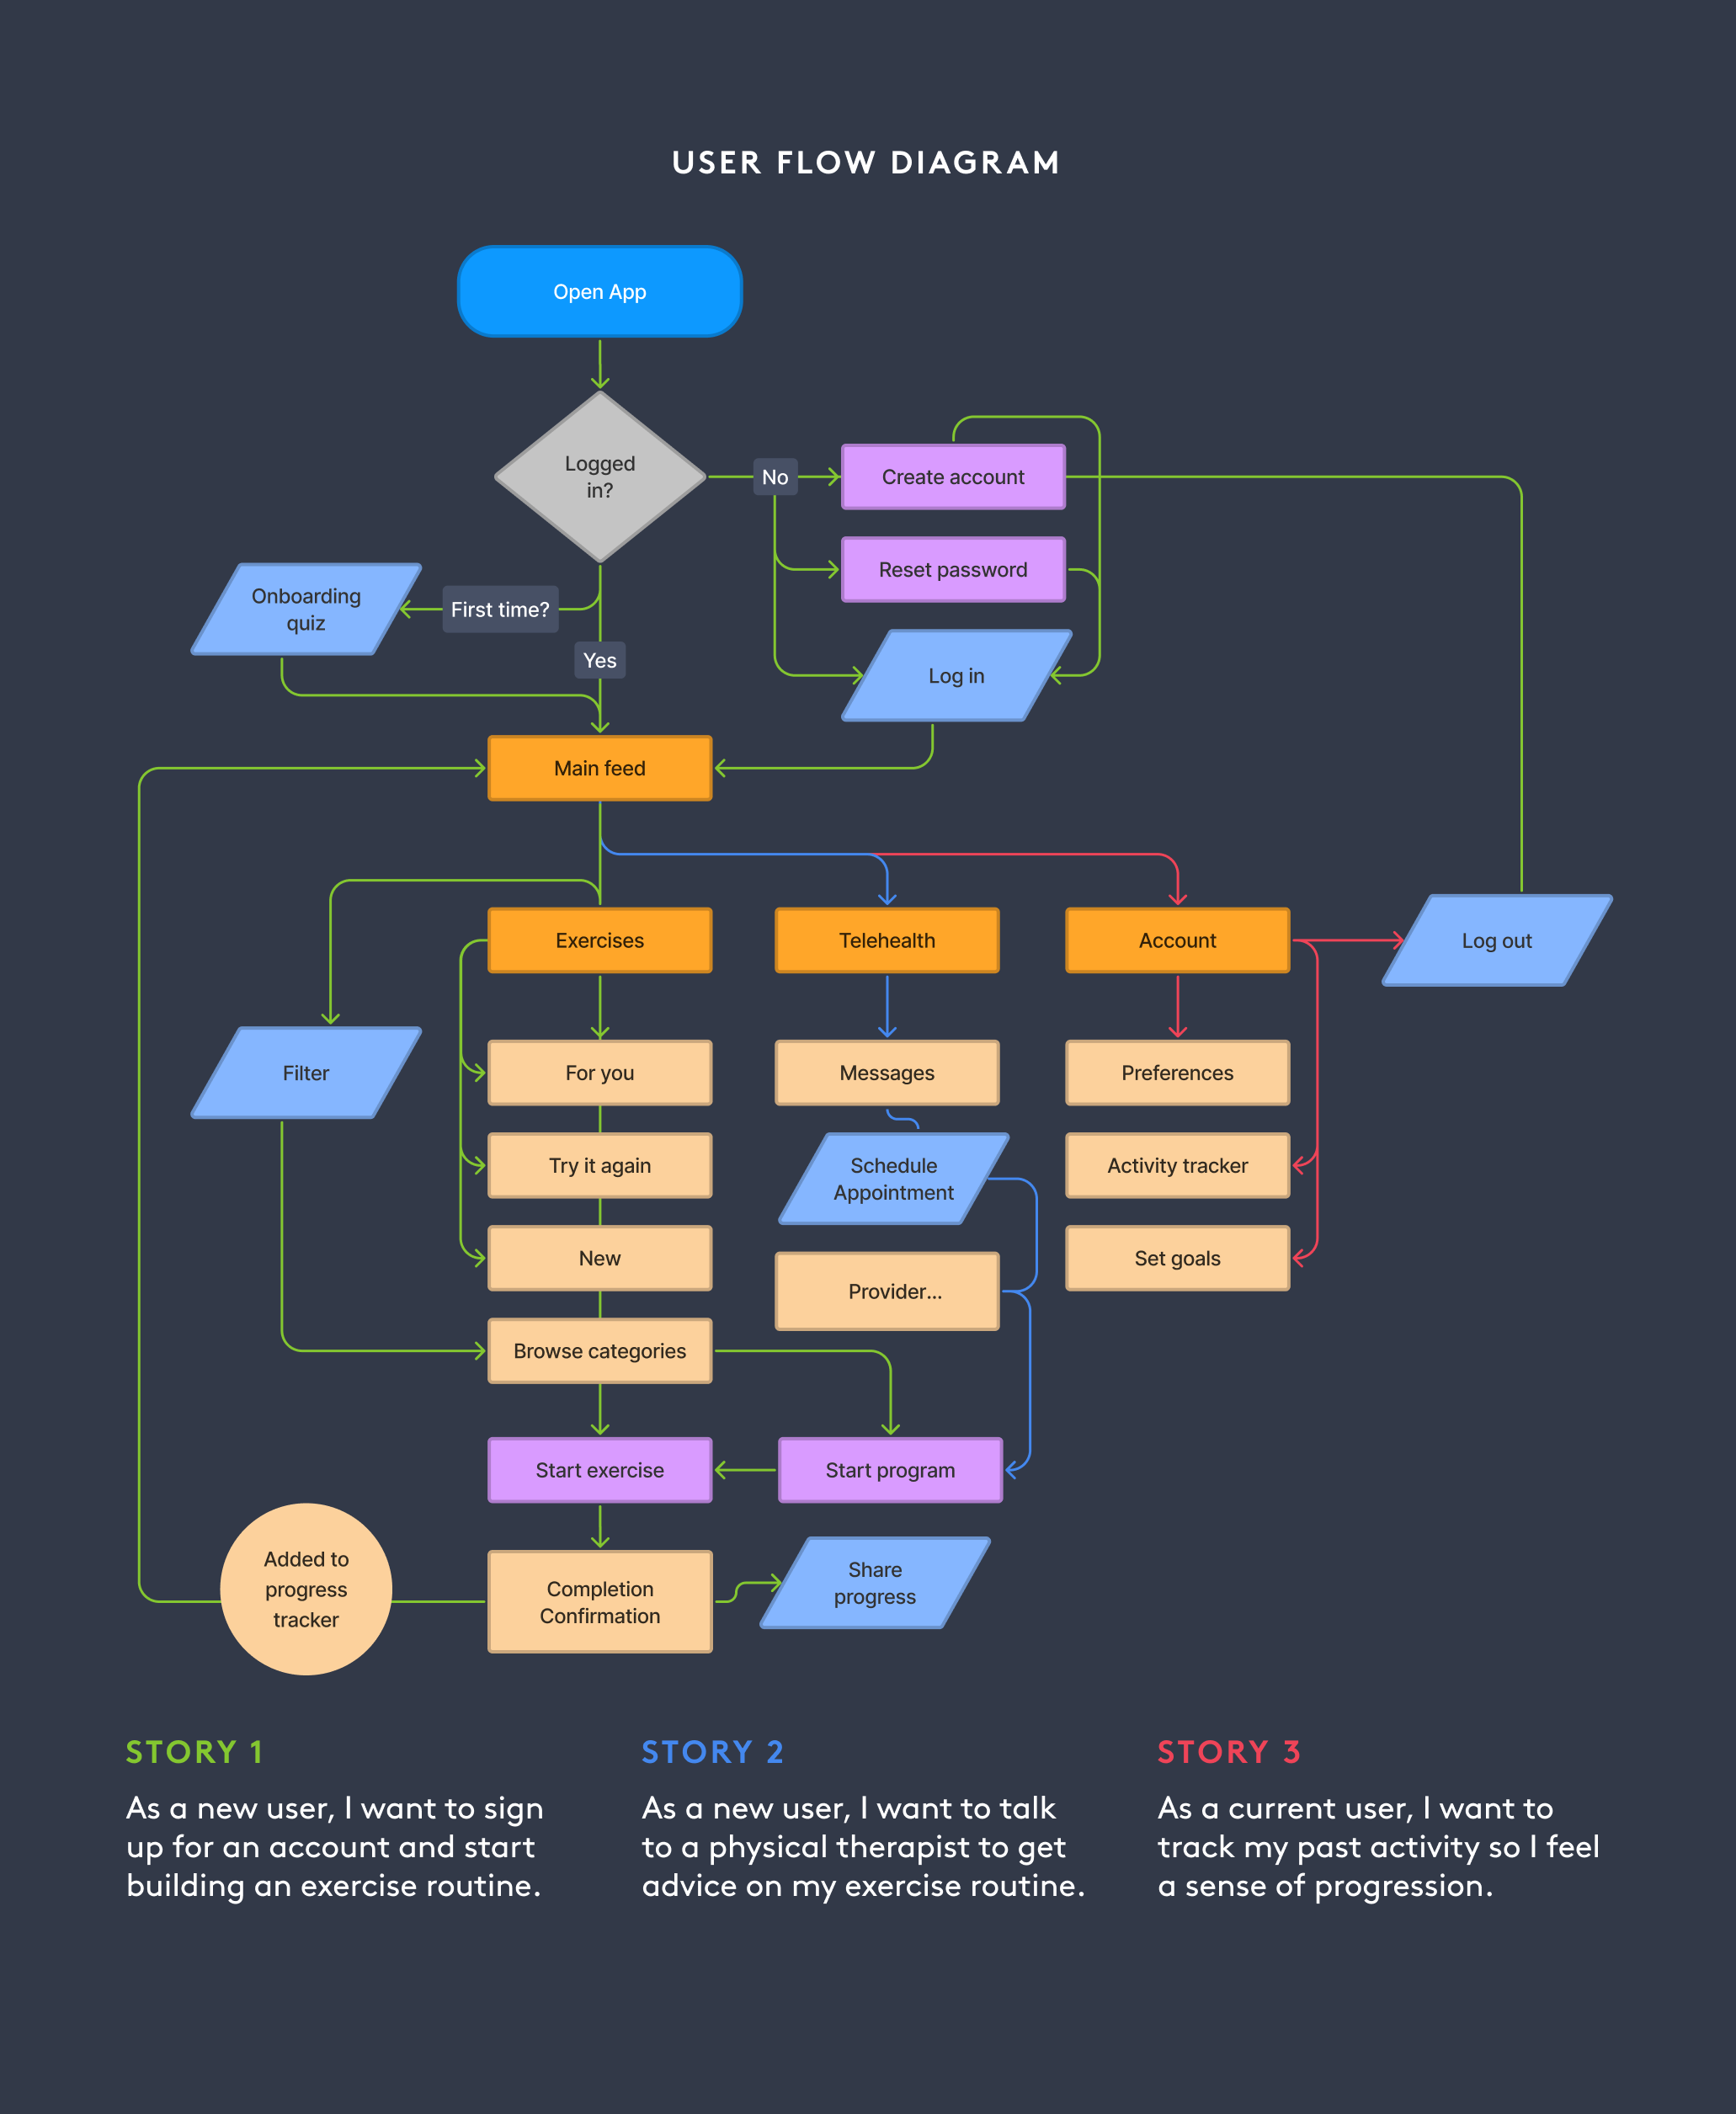 USER FLOW DIAGRAM
Open App
Logged
in?
No
Create account
Reset password
Onboarding
quiz
First time?
Yes
Log in
Main feed
Exercises
Telehealth
Account
Log out
Filter
For you
Messages
Preferences
Try it again
Schedule
Appointment
Activity tracker
New
Provider...
Set goals
Browse categories
Start exercise
Start program
Added to
progress
tracker
Completion
Confirmation
Share
progress
STORY 1
As a new user, I want to sign
up for an account and start
building an exercise routine.
STORY 2
As a new user, I want to talk
to a physical therapist to get
advice on my exercise routine.
STORY 3
As a current user, I want to
track my past activity so I feel
a sense of progression.